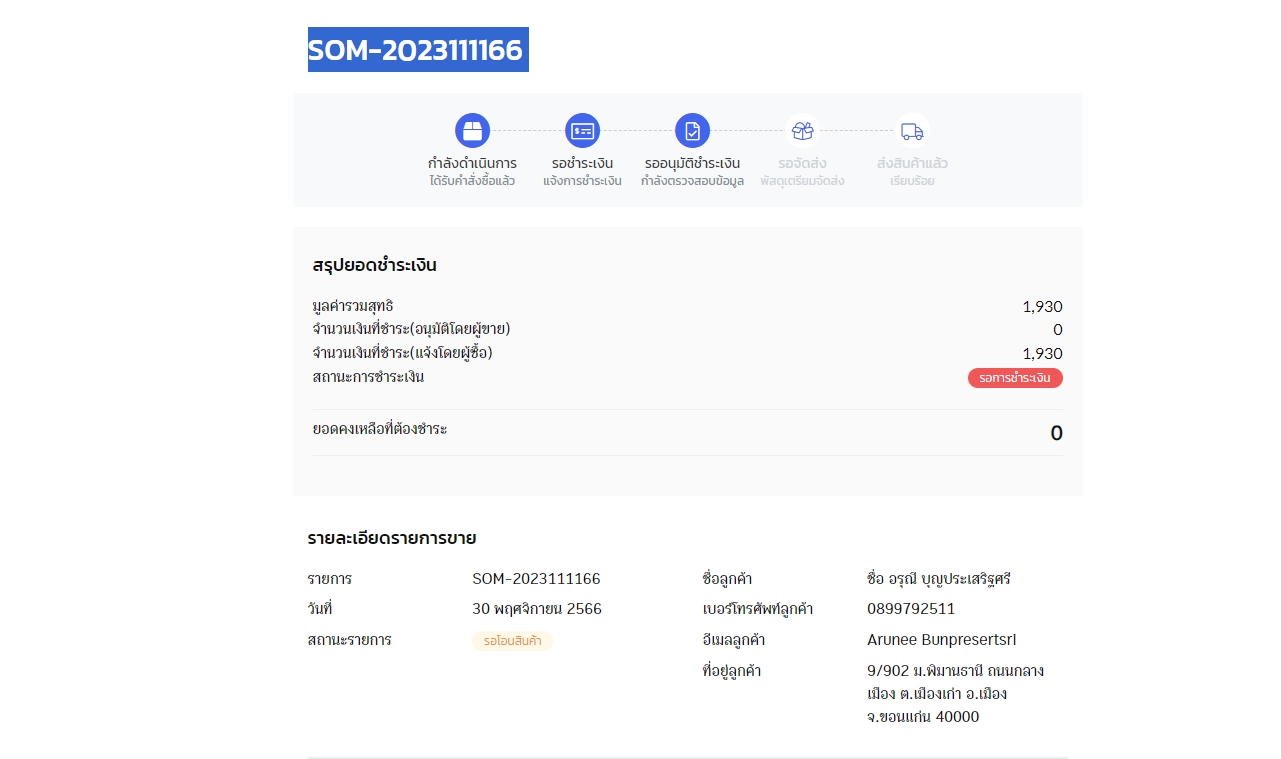 SOM-2023111166
กำลังดำเนินการ รอชำระเงิน รออนุมัติชำระเงิน รอจัดส่ง ส่งสินค้าแล้ว
ได้รับคำสั่งซื้อแล้ว แจ้งการชำระเงิน กำลังตรวจสอบข้อมูล พัสดุเตรียมจัดส่ง เรียบร้อย
สรุปยอดชำระเงิน
มูลค่ารวมสุทธิ 1,930
จำนวนเงินที่ชำระ(อนุมัติโดยผู้ขาย) 0
จำนวนเงินที่ชำระ(แจ้งโดยผู้ซื้อ) 1,930
สถานะการชำระเงิน รอการชำระเงิน
ยอดคงเหลือที่ต้องชำระ 0
รายละเอียดรายการขาย
รายการ SOM-2023111166 ชื่อลูกค้า ชื่อ อรุณี บุญประเสริฐศรี
วันที่ 30 พฤศจิกายน 2566 เบอร์โทรศัพท์ลูกค้า 0899792511
สถานะรายการ รอโอนสินค้า อีเมลลูกค้า Arunee Bunpresertsrl
ที่อยู่ลูกค้า 9/902 ม.พิมานธานี ถนนกลาง
เมือง ต.เมืองเก่า อ.เมือง
จ.ขอนแก่น 40000